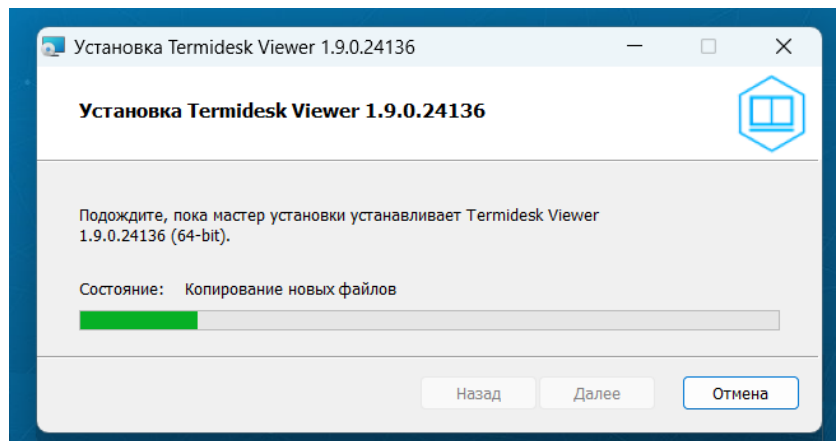 Установка Termidesk Viewer 1.9.0.24136
Установка Termidesk Viewer 1.9.0.24136
Подождите, пока мастер установки устанавливает Termidesk Viewer
1.9.0.24136 (64-bit).
Состояние: Копирование новых файлов
Назад Далее Отмена